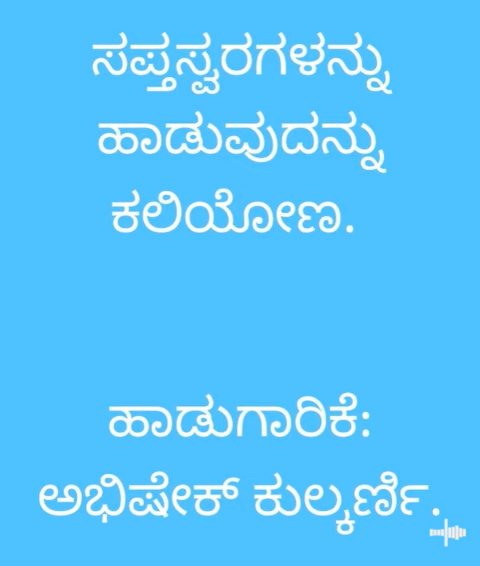 ಸಪ್ತಸ್ವರಗಳನ್ನು
ಹಾಡುವುದನ್ನು
ಕಲಿಯೋಣ.
ಹಾಡುಗಾರಿಕೆ:
ಅಭಿಷೇಕ್ ಕುಲ್ಕರ್ಣಿ.